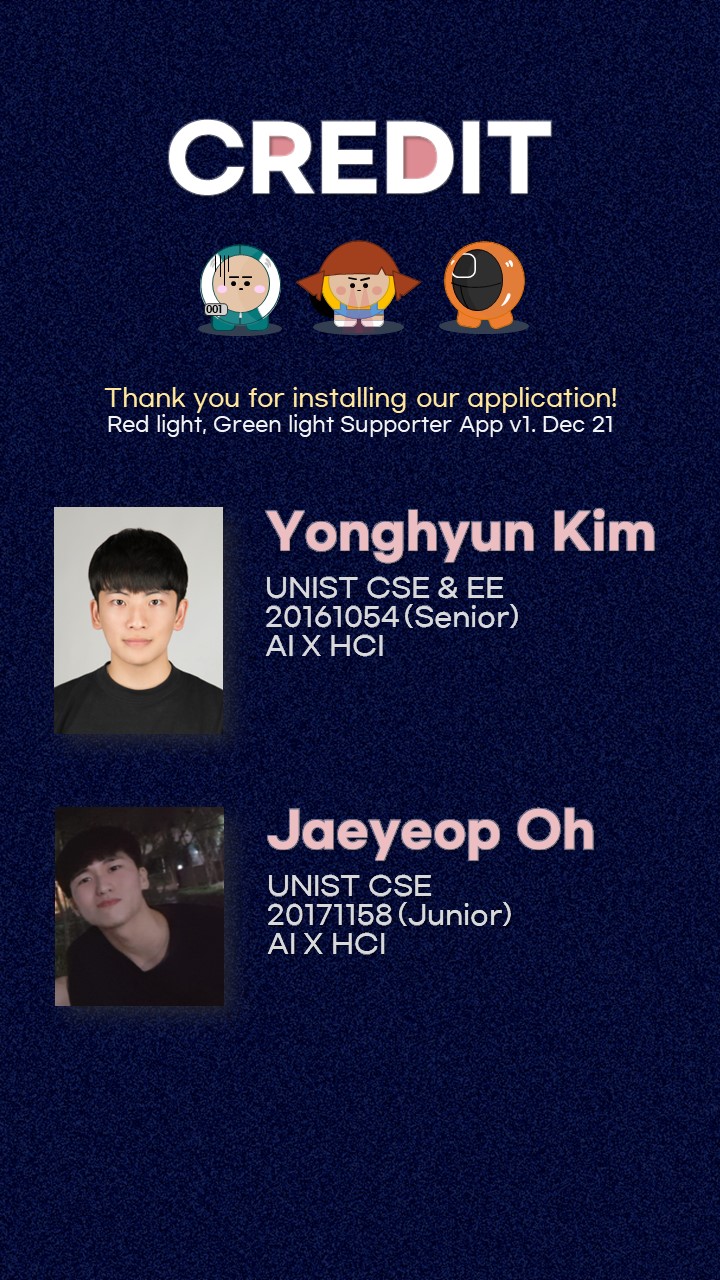 CREDIT
001
Thank you for installing our application!
Red light, Green light Supporter App v1. Dec 21
Yonghyun Kim
UNIST CSE & EE
20161054 (Senior)
AI X HCI
Jaeyeop Oh
UNIST CSE
20171158 (Junior)
AI X HCI